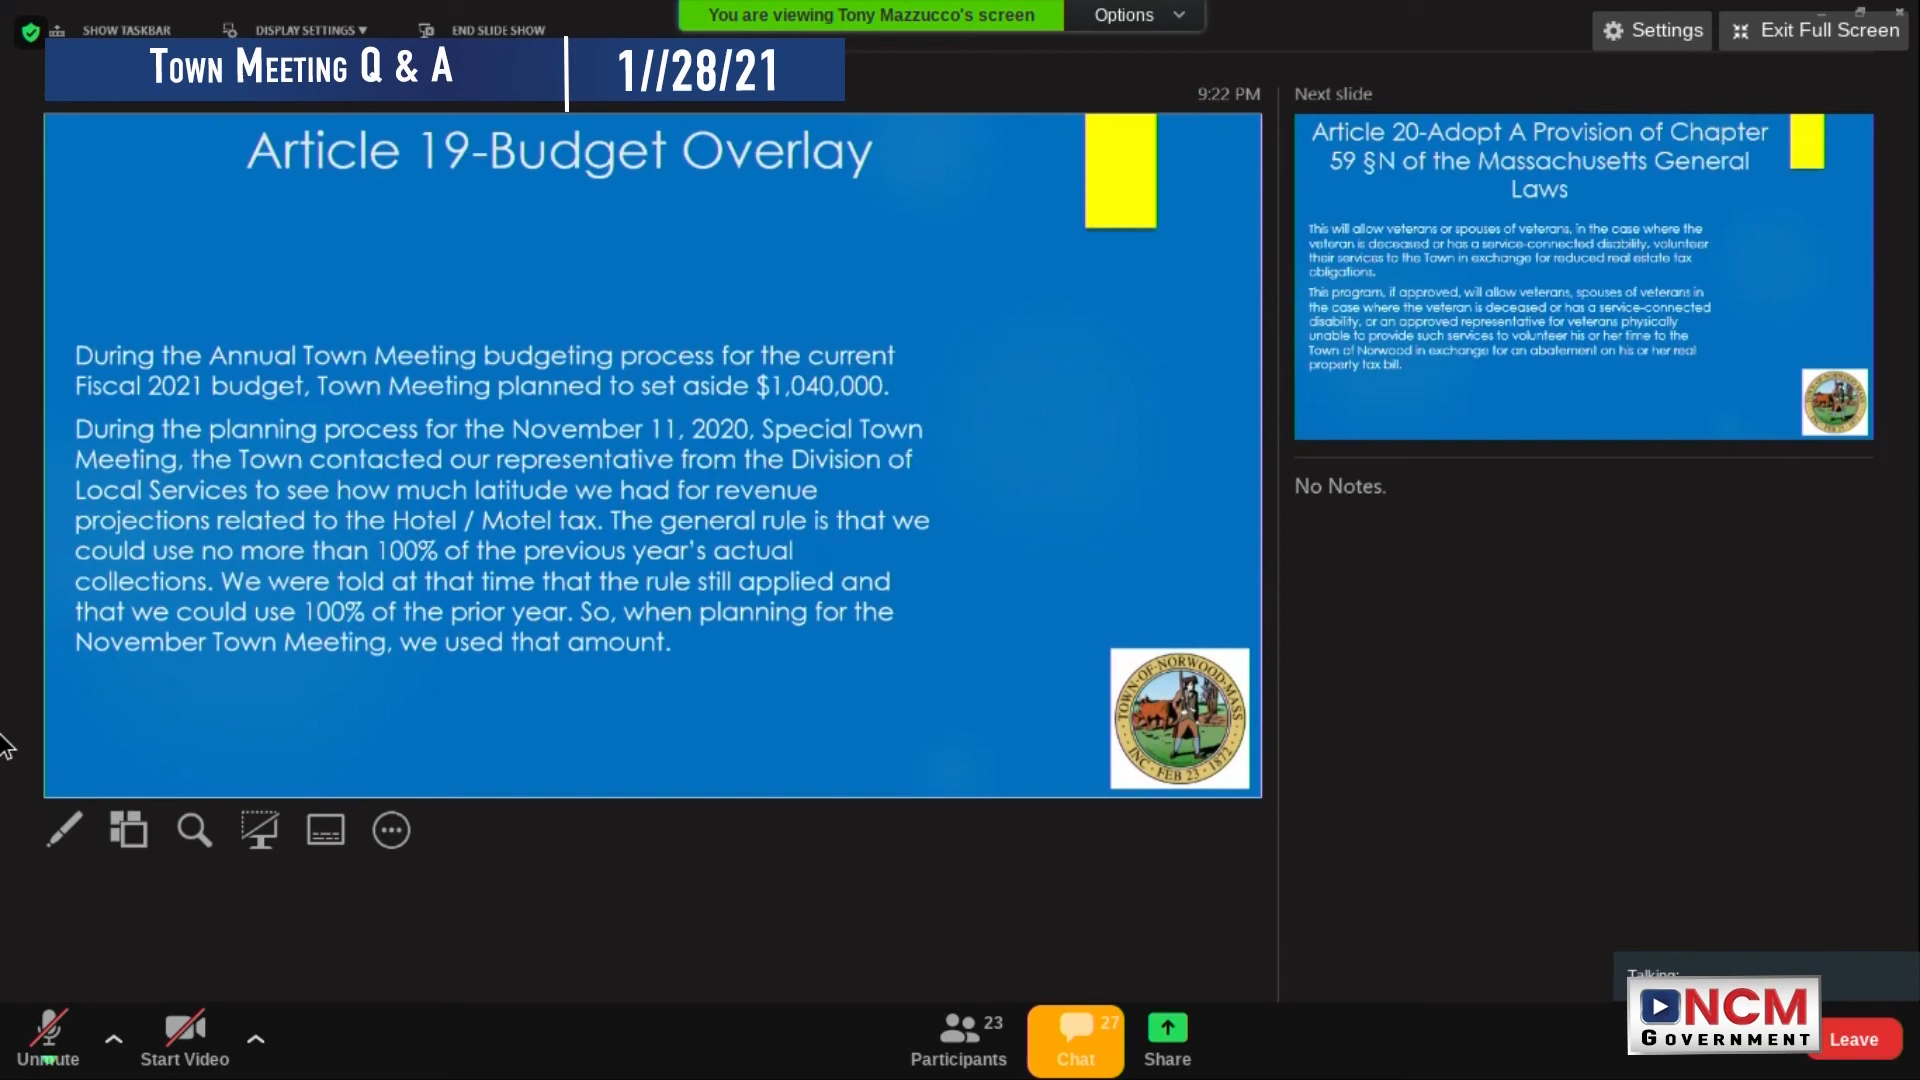 SHOW TASKBAR
DISPLAY SETTINGS ▼
END SLIDE SHOW
You are viewing Tony Mazzucco's screen
Options
Settings
Exit Full Screen
Town Meeting Q & A
1//28/21
9:22 PM
Next slide
Article 19-Budget Overlay
During the Annual Town Meeting budgeting process for the current
Fiscal 2021 budget, Town Meeting planned to set aside $1,040,000.
During the planning process for the November 11, 2020, Special Town
Meeting, the Town contacted our representative from the Division of
Local Services to see how much latitude we had for revenue
projections related to the Hotel / Motel tax. The general rule is that we
could use no more than 100% of the previous year's actual
collections. We were told at that time that the rule still applied and
that we could use 100% of the prior year. So, when planning for the
November Town Meeting, we used that amount.
TOWN·OF·NORWOOD·MASS
INC·FEB 23·1872
Article 20-Adopt A Provision of Chapter
59 §N of the Massachusetts General
Laws
This will allow veterans or spouses of veterans, in the case where the
veteran is deceased or has a service-connected disability, volunteer
their services to the Town in exchange for reduced real estate tax
obligations.
This program, if approved, will allow veterans, spouses of veterans in
the case where the veteran is deceased or has a service-connected
disability, or an approved representative for veterans physically
unable to provide such services to volunteer his or her time to the
Town of Norwood in exchange for an abatement on his or her real
property tax bill.
No Notes.
Talking:
NCM
Government
Unmute
Start Video
23
Participants
27
Chat
Share
Leave